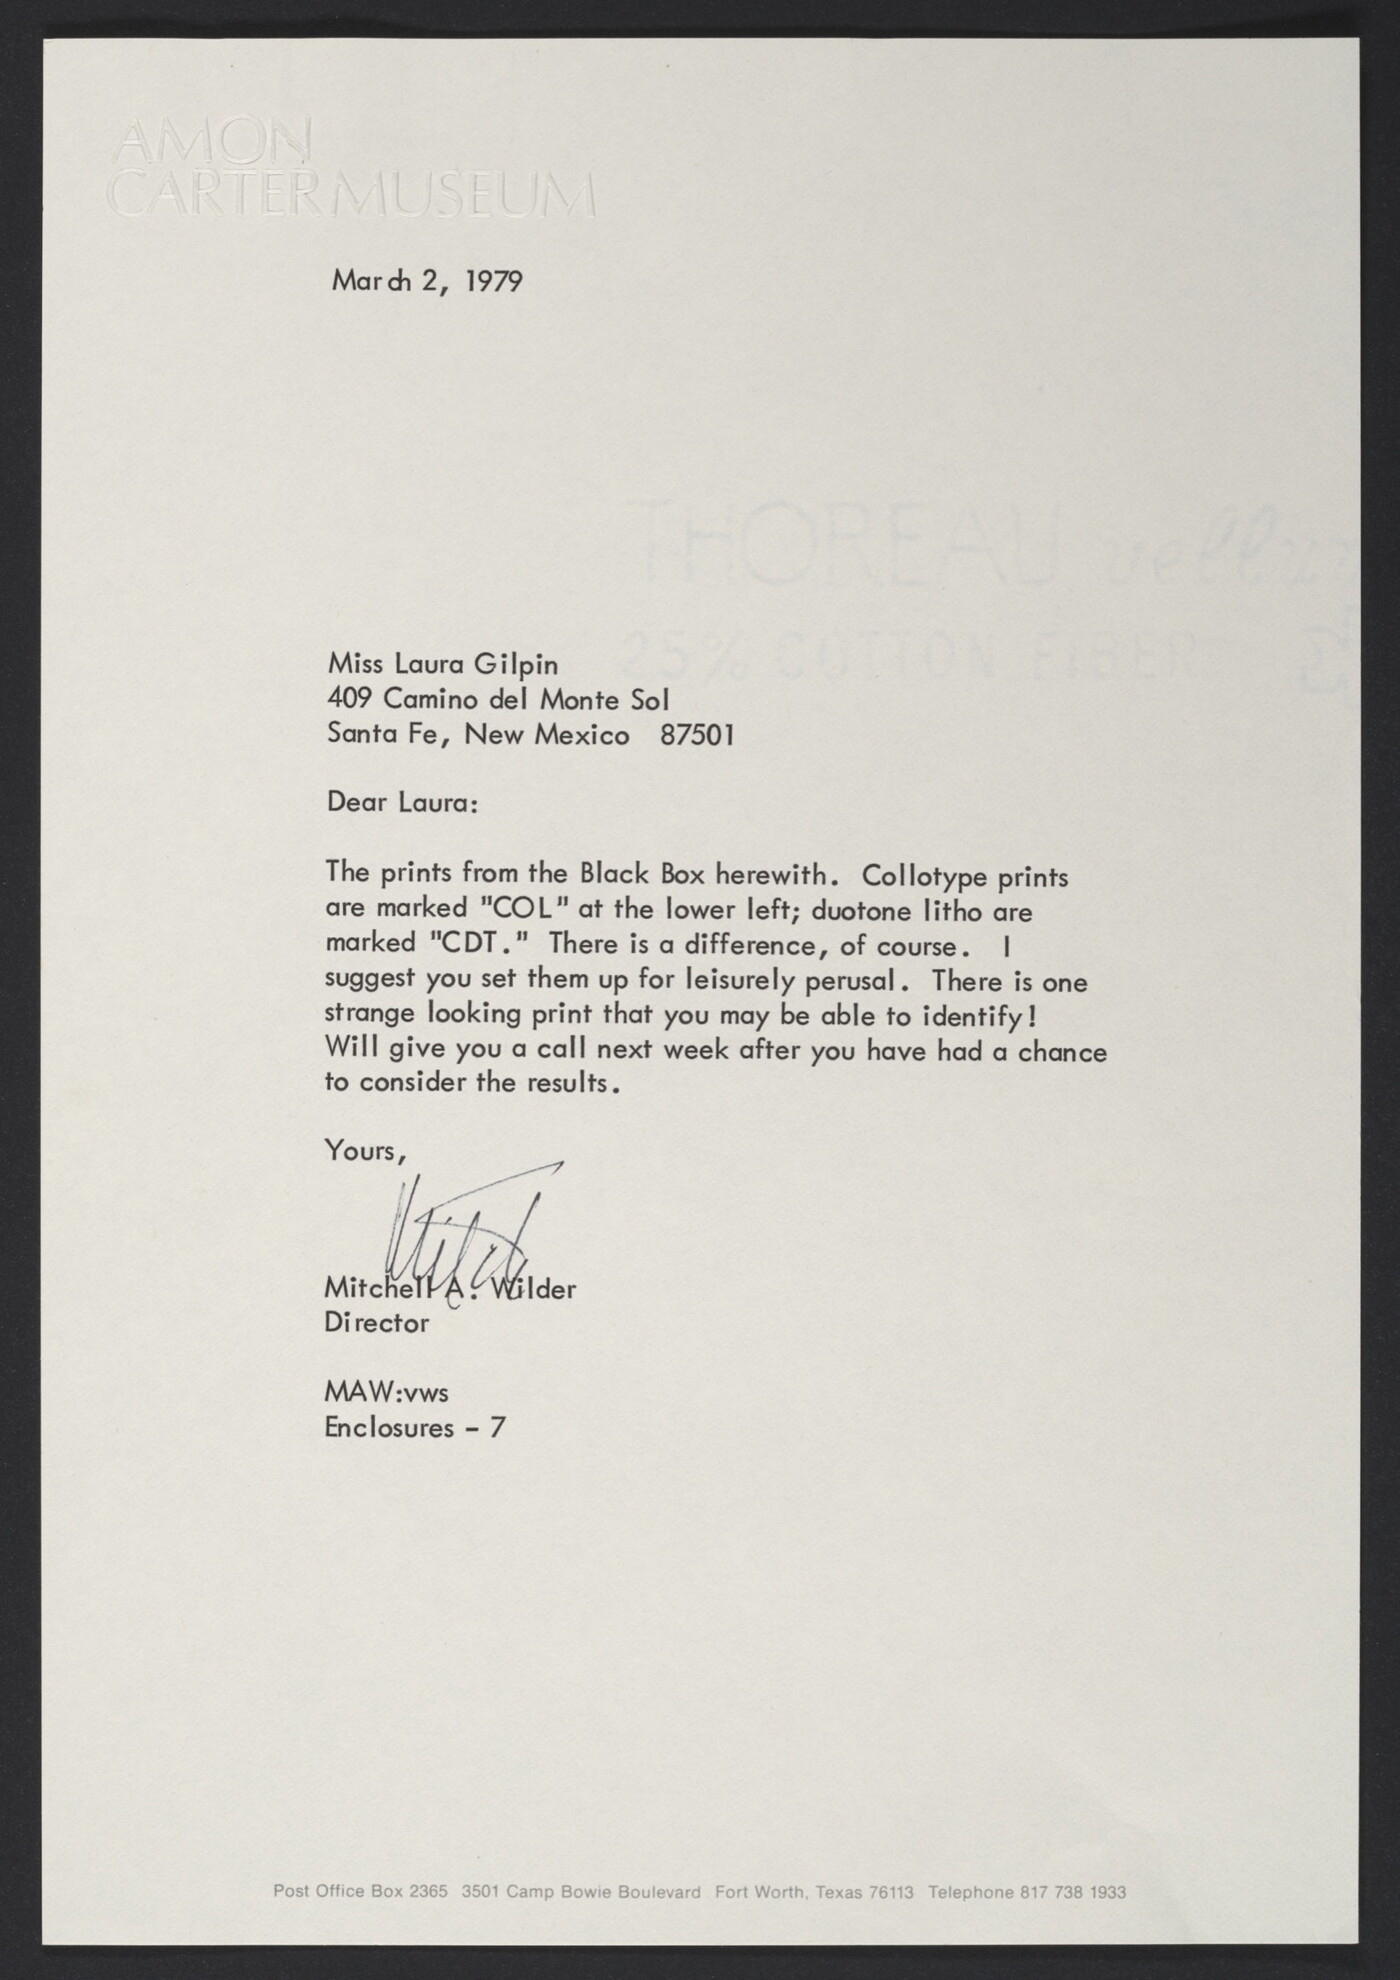 AMON
CARTER MUSEUM
March 2, 1979
THOREAU vellum
25% COTTON FIBER
Miss Laura Gilpin
409 Camino del Monte Sol
Santa Fe, New Mexico 87501
Dear Laura:
The prints from the Black Box herewith. Collotype prints
are marked "COL" at the lower left; duotone litho are
marked "CDT." There is a difference, of course. I
suggest you set them up for leisurely perusal. There is one
strange looking print that you may be able to identify!
Will give you a call next week after you have had a chance
to consider the results.
Yours,
Mitch
Mitchell A. Wilder
Director
MAW:vws
Enclosures - 7
Post Office Box 2365 3501 Camp Bowie Boulevard Fort Worth, Texas 76113 Telephone 817 738 1933